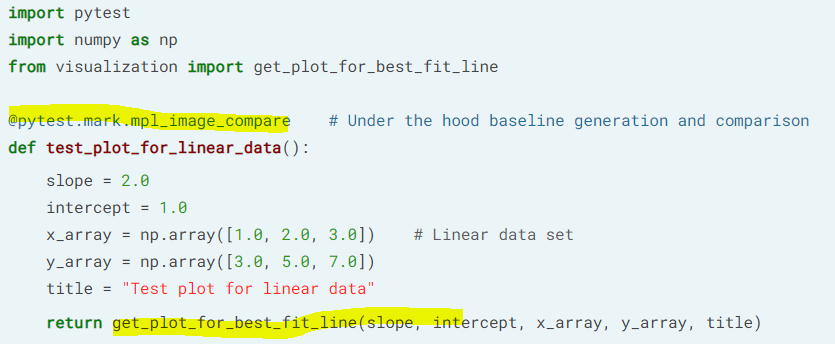 import pytest
import numpy as np
from visualization import get_plot_for_best_fit_line
@pytest.mark.mpl_image_compare    # Under the hood baseline generation and comparison
def test_plot_for_linear_data():
    slope = 2.0
    intercept = 1.0
    x_array = np.array([1.0, 2.0, 3.0])    # Linear data set
    y_array = np.array([3.0, 5.0, 7.0])
    title = "Test plot for linear data"
    return get_plot_for_best_fit_line(slope, intercept, x_array, y_array, title)